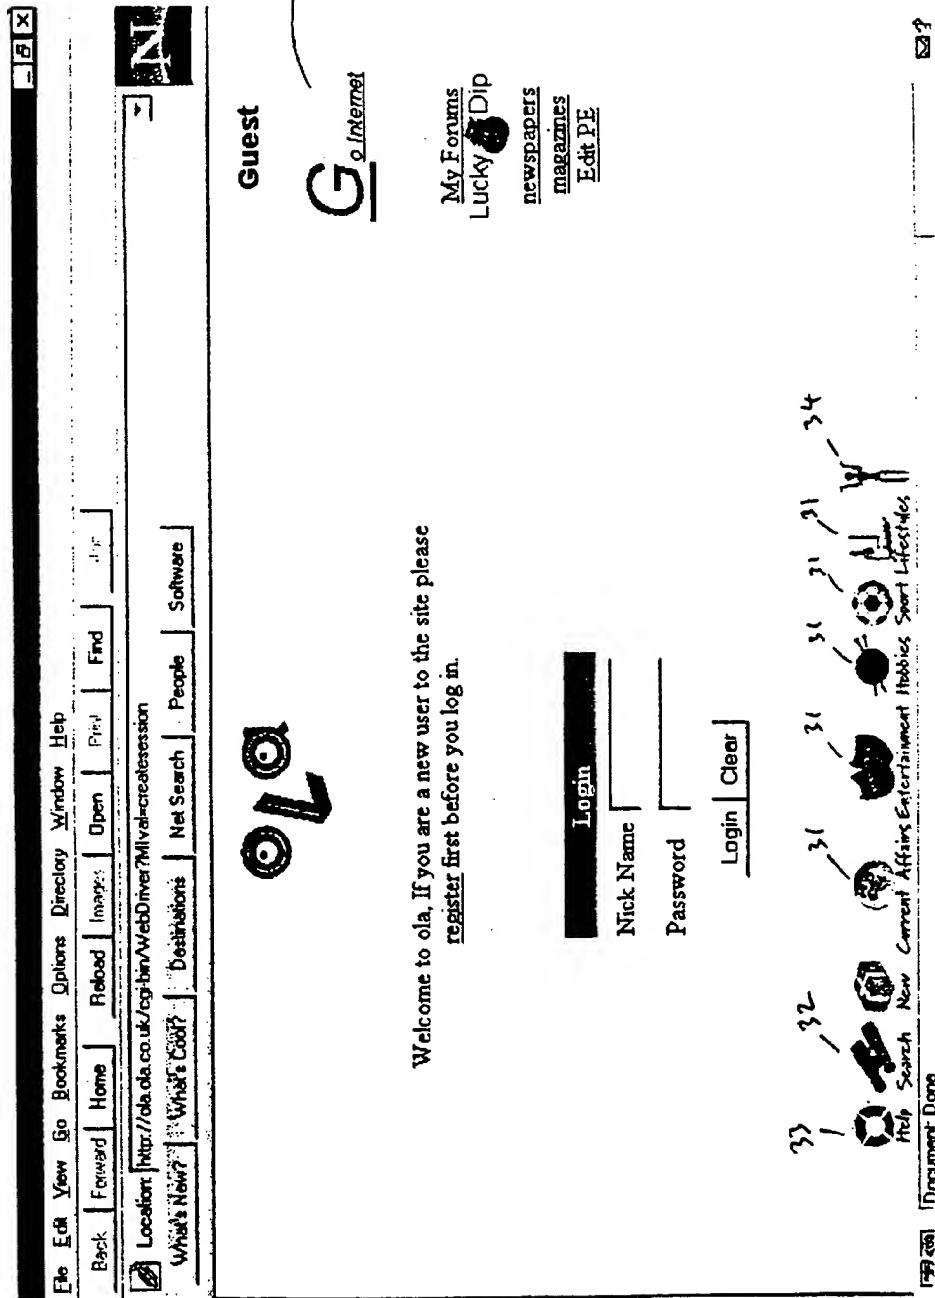 File Edit View Go Bookmarks Options Directory Window Help
Back Forward Home Reload Images Open Print Find
Location: http://ola.ola.co.uk/cgi-bin/WebDriver?MIval=createsession
N
What's New? What's Cool? Destinations Net Search People Software
ola
Guest
Go Internet
Welcome to ola, If you are a new user to the site please
register first before you log in.
My Forums
Lucky Dip
newspapers
magazines
Edit PE
Login
Nick Name
Password
Login Clear
33 32 31 31 31 31 31 34
Help Search New Current Affairs Entertainment Hobbies Sport Lifestyles
Document Done